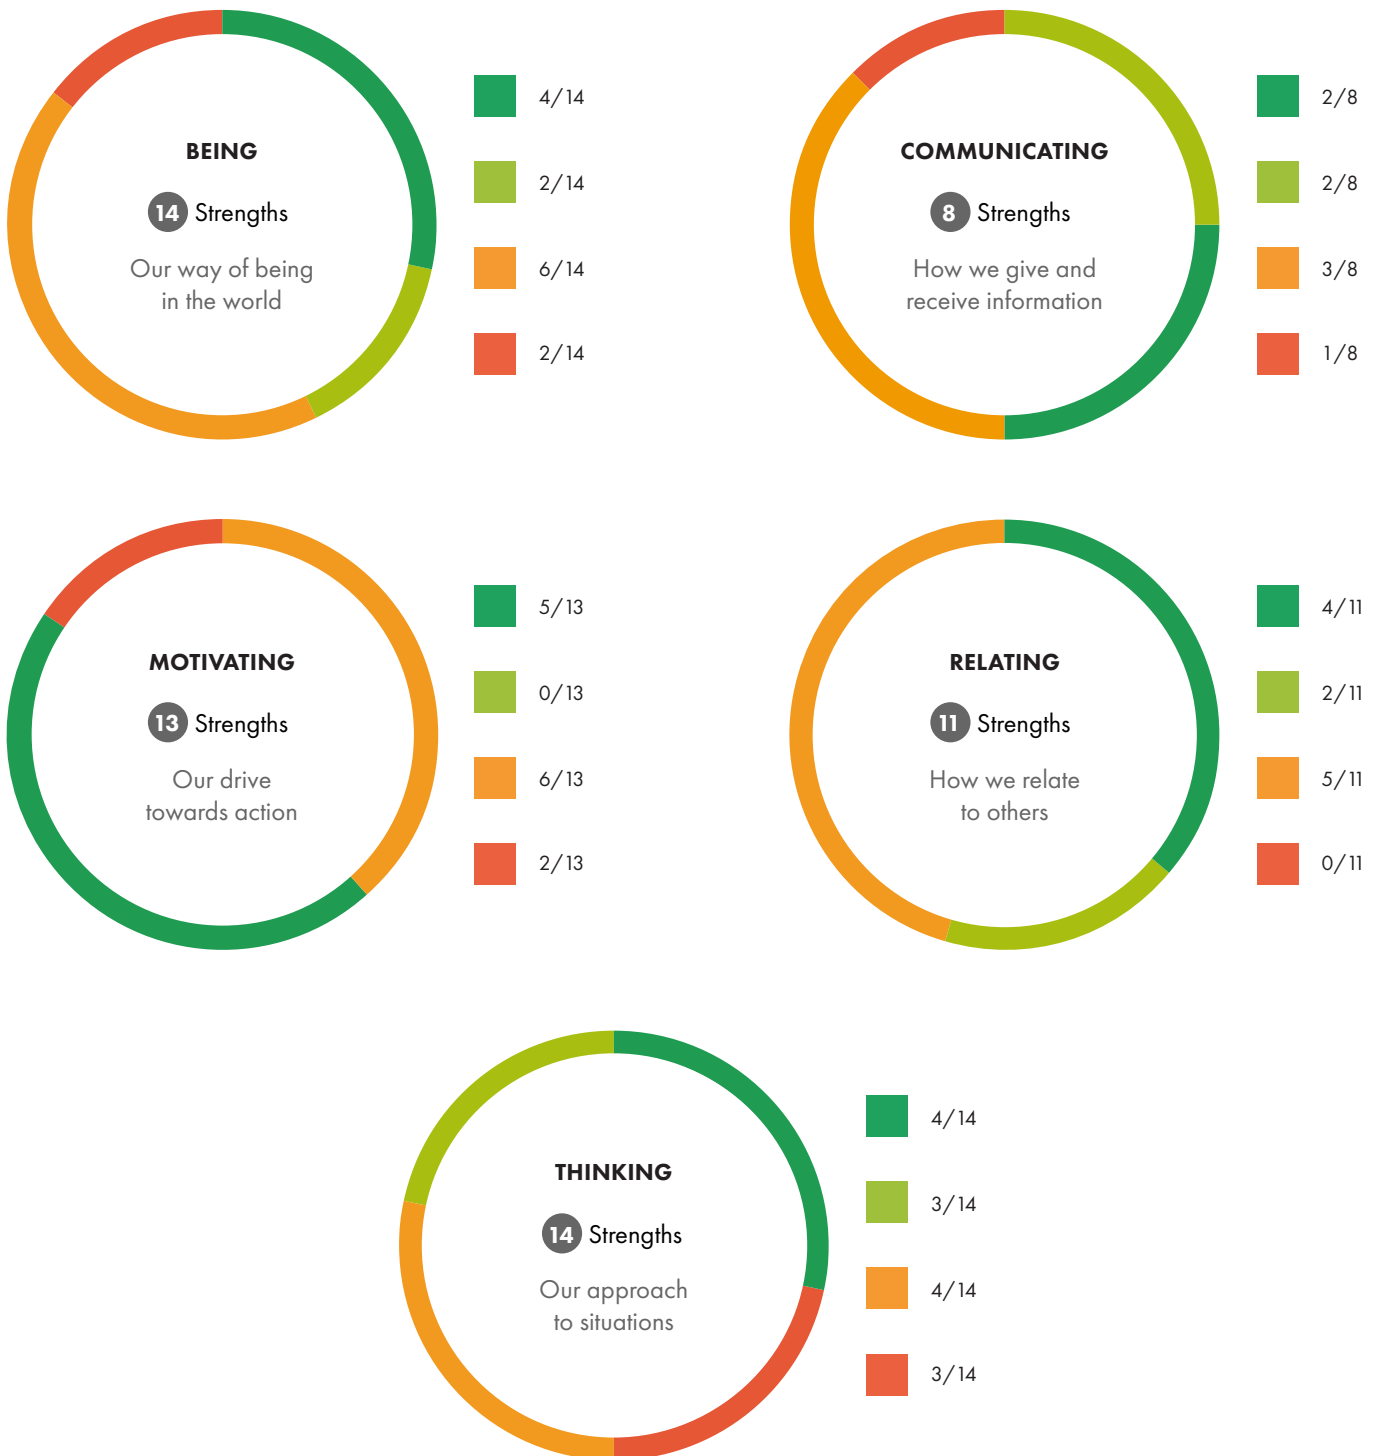 BEING
14 Strengths
Our way of being
in the world
4/14
2/14
6/14
2/14
COMMUNICATING
8 Strengths
How we give and
receive information
2/8
2/8
3/8
1/8
MOTIVATING
13 Strengths
Our drive
towards action
5/13
0/13
6/13
2/13
RELATING
11 Strengths
How we relate
to others
4/11
2/11
5/11
0/11
THINKING
14 Strengths
Our approach
to situations
4/14
3/14
4/14
3/14